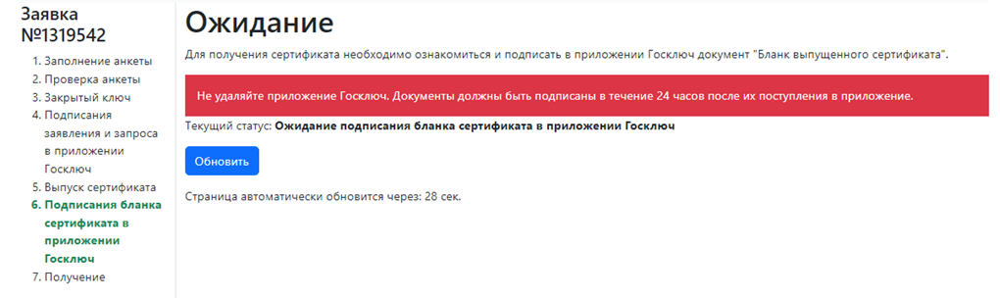 Заявка
№1319542
1. Заполнение анкеты
2. Проверка анкеты
3. Закрытый ключ
4. Подписания
заявления и запроса
в приложении
Госключ
5. Выпуск сертификата
6. Подписания бланка
сертификата в
приложении
Госключ
7. Получение
Ожидание
Для получения сертификата необходимо ознакомиться и подписать в приложении Госключ документ "Бланк выпущенного сертификата".
Не удаляйте приложение Госключ. Документы должны быть подписаны в течение 24 часов после их поступления в приложение.
Текущий статус: Ожидание подписания бланка сертификата в приложении Госключ
Обновить
Страница автоматически обновится через: 28 сек.